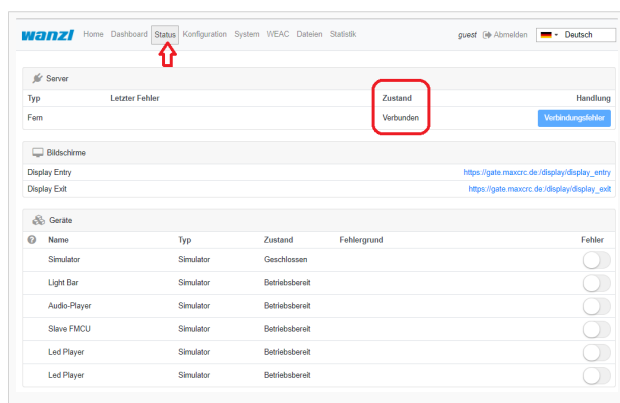 wanzl Home Dashboard Status Konfiguration System WEAC Dateien Statistik guest Abmelden Deutsch
Server
Typ Letzter Fehler Zustand Handlung
Fern Verbunden Verbindungsfehler
Bildschirme
Display Entry https://gate.maxcrc.de:/display/display_entry
Display Exit https://gate.maxcrc.de:/display/display_exit
Geräte
? Name Typ Zustand Fehlergrund Fehler
Simulator Simulator Geschlossen
Light Bar Simulator Betriebsbereit
Audio-Player Simulator Betriebsbereit
Slave FMCU Simulator Betriebsbereit
Led Player Simulator Betriebsbereit
Led Player Simulator Betriebsbereit